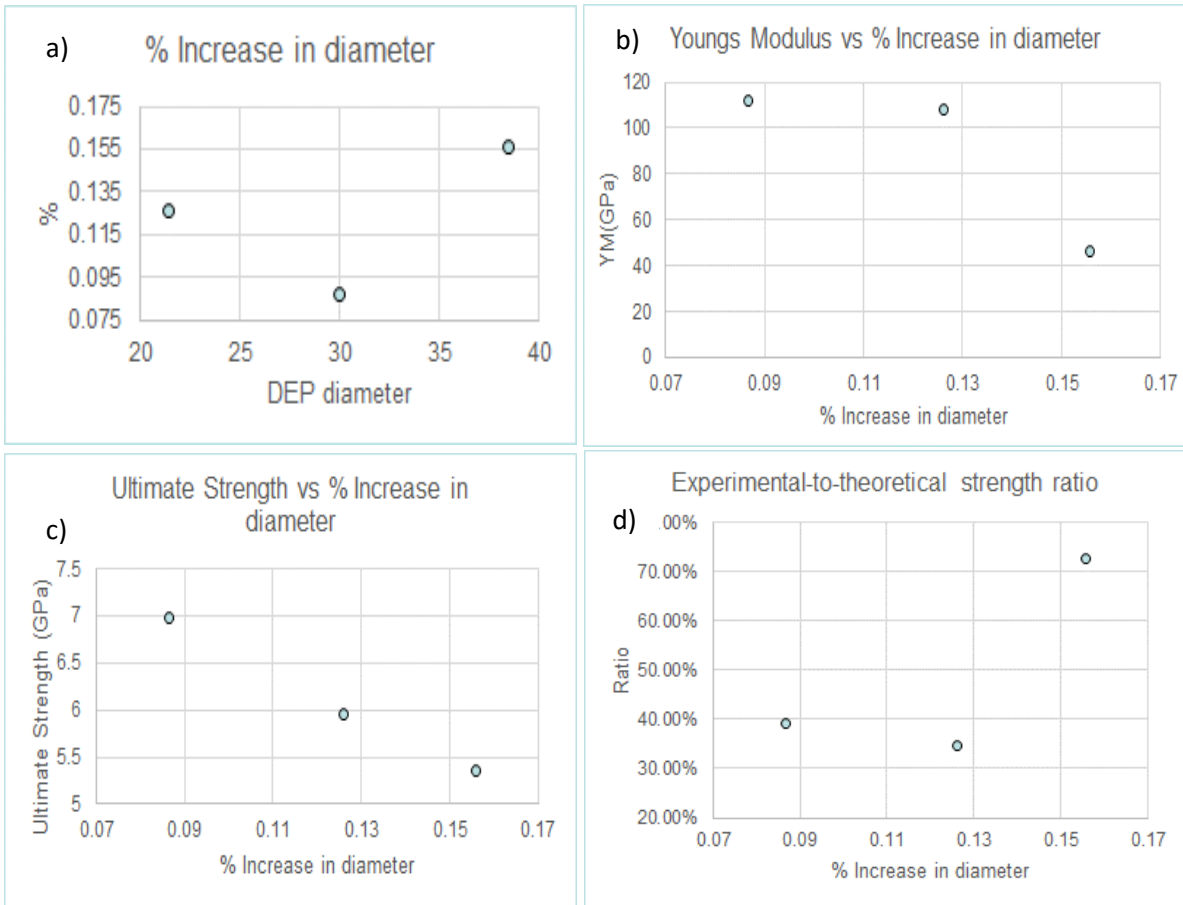 a)
% Increase in diameter
%
0.175
0.155
0.135
0.115
0.095
0.075
20 25 30 35 40
DEP diameter
b)
Youngs Modulus vs % Increase in diameter
YM(GPa)
120
100
80
60
40
20
0
0.07 0.09 0.11 0.13 0.15 0.17
% Increase in diameter
c)
Ultimate Strength vs % Increase in
diameter
Ultimate Strength (GPa)
7.5
7
6.5
6
5.5
5
0.07 0.09 0.11 0.13 0.15 0.17
% Increase in diameter
d)
Experimental-to-theoretical strength ratio
Ratio
.00%
70.00%
60.00%
50.00%
40.00%
30.00%
20.00%
0.07 0.09 0.11 0.13 0.15 0.17
% Increase in diameter